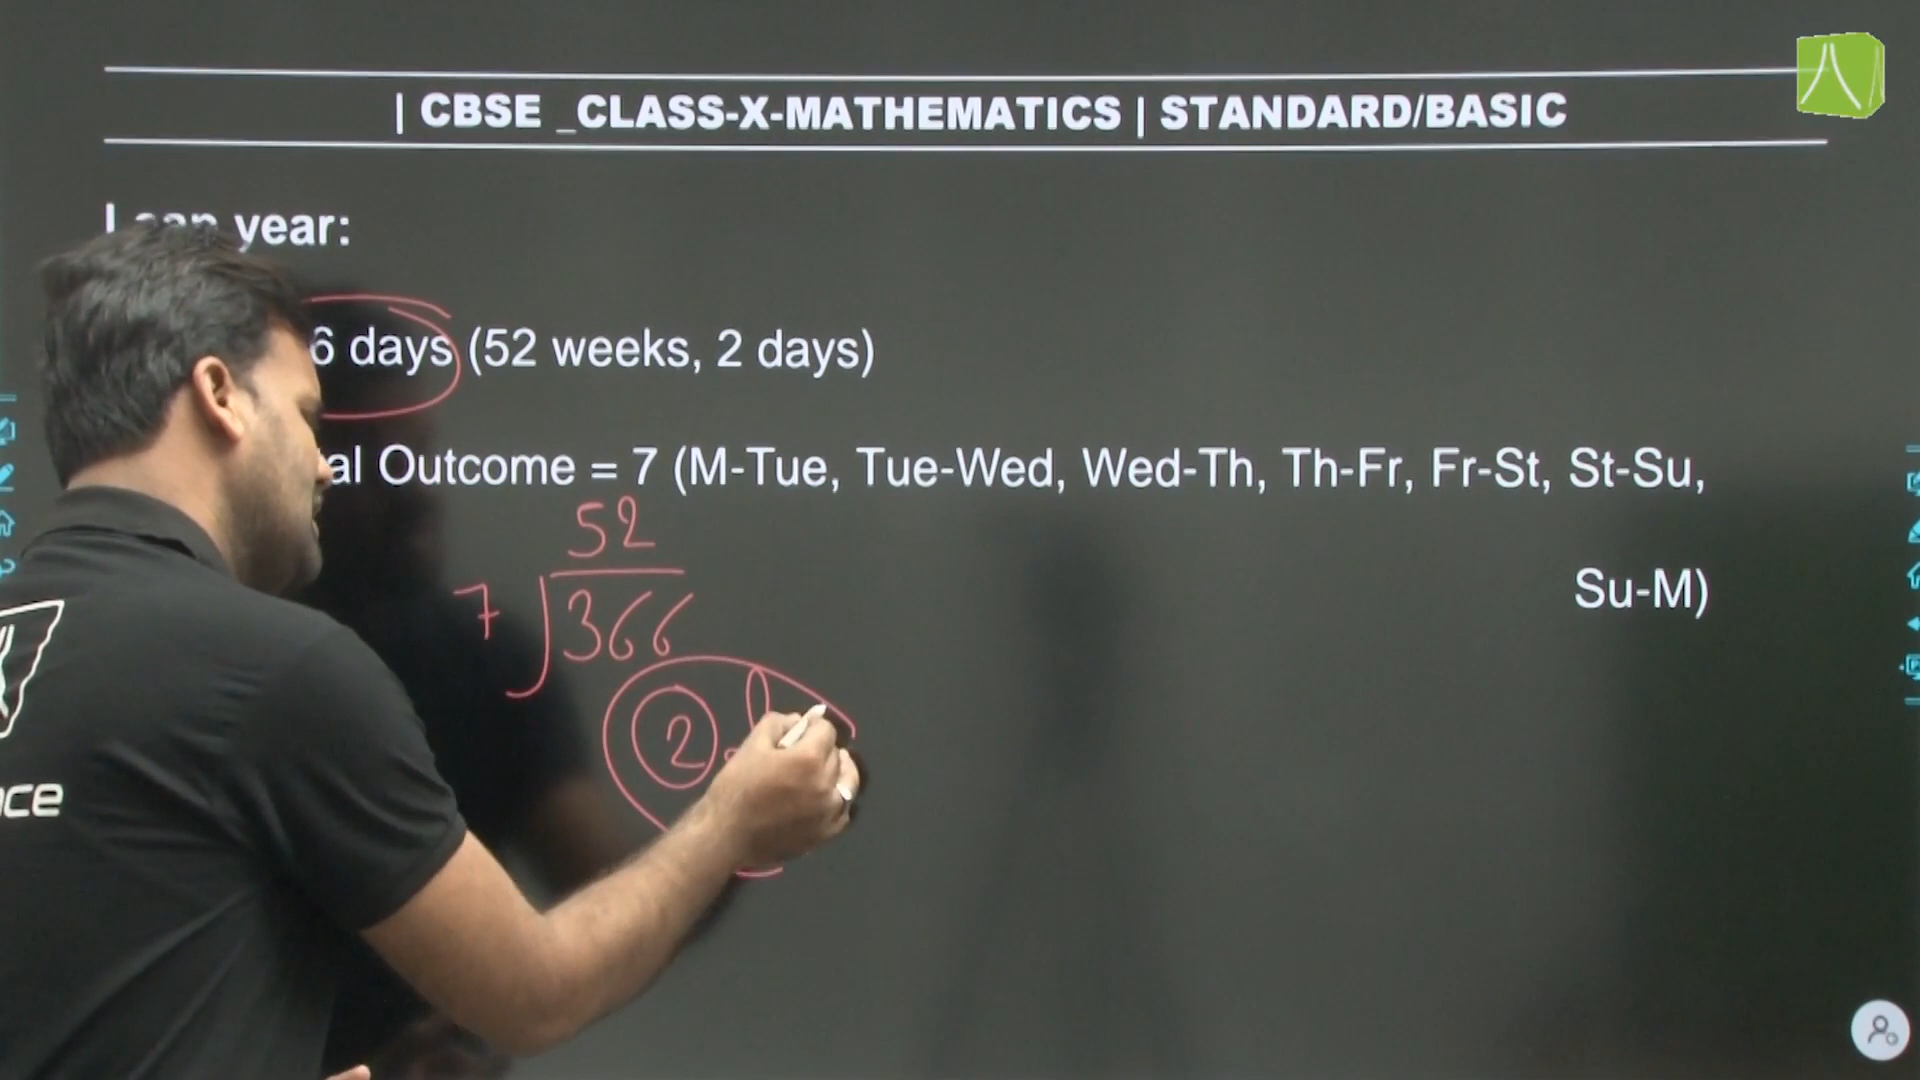 | CBSE _CLASS-X-MATHEMATICS | STANDARD/BASIC
year:
6 days (52 weeks, 2 days)
al Outcome = 7 (M-Tue, Tue-Wed, Wed-Th, Th-Fr, Fr-St, St-Su,
Su-M)
52
7 366
2
ce